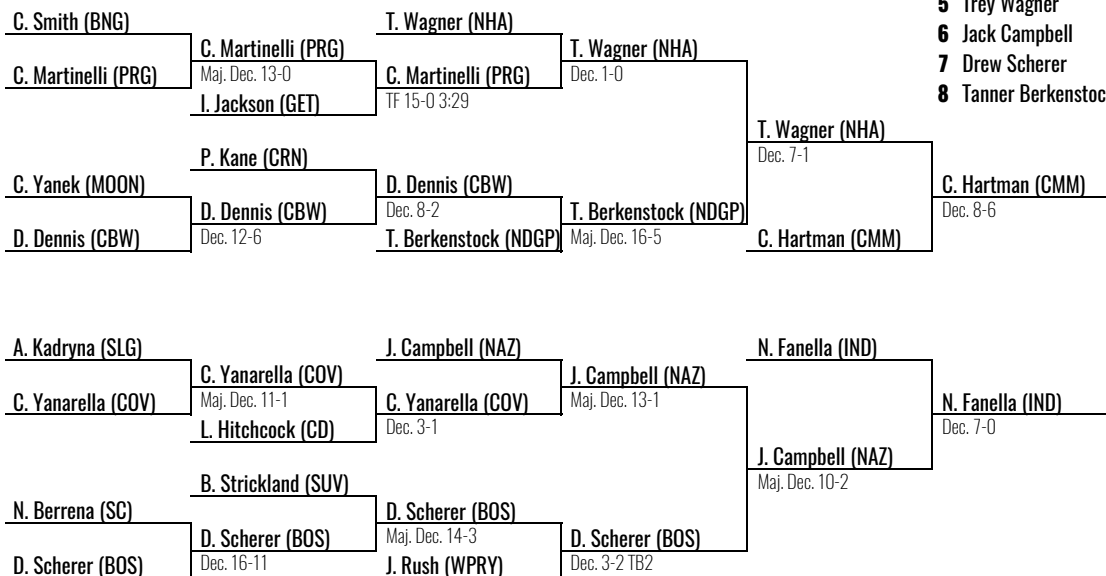 5 Trey Wagner
6 Jack Campbell
7 Drew Scherer
8 Tanner Berkenstoc
C. Smith (BNG)
C. Martinelli (PRG)
C. Martinelli (PRG)
Maj. Dec. 13-0
I. Jackson (GET)
T. Wagner (NHA)
C. Martinelli (PRG)
TF 15-0 3:29
T. Wagner (NHA)
Dec. 1-0
P. Kane (CRN)
C. Yanek (MOON)
D. Dennis (CBW)
D. Dennis (CBW)
Dec. 12-6
D. Dennis (CBW)
Dec. 8-2
T. Berkenstock (NDGP)
T. Berkenstock (NDGP)
Maj. Dec. 16-5
T. Wagner (NHA)
Dec. 7-1
C. Hartman (CMM)
C. Hartman (CMM)
Dec. 8-6
A. Kadryna (SLG)
C. Yanarella (COV)
C. Yanarella (COV)
Maj. Dec. 11-1
L. Hitchcock (CD)
J. Campbell (NAZ)
C. Yanarella (COV)
Dec. 3-1
J. Campbell (NAZ)
Maj. Dec. 13-1
B. Strickland (SUV)
N. Berrena (SC)
D. Scherer (BOS)
D. Scherer (BOS)
Dec. 16-11
D. Scherer (BOS)
Maj. Dec. 14-3
J. Rush (WPRY)
D. Scherer (BOS)
Dec. 3-2 TB2
N. Fanella (IND)
J. Campbell (NAZ)
Maj. Dec. 10-2
N. Fanella (IND)
Dec. 7-0